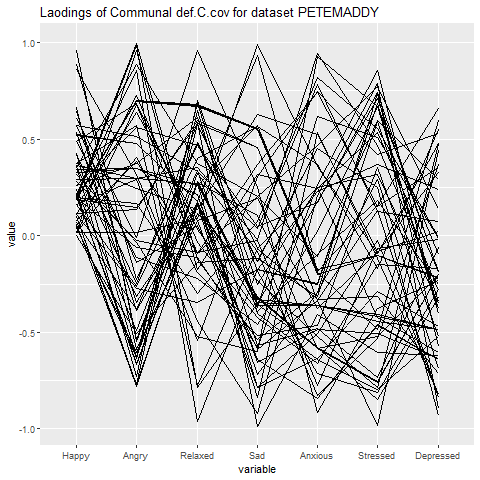 Laodings of Communal def.C.cov for dataset PETEMADDY
1.0
0.5
0.0
-0.5
-1.0
value
Happy Angry Relaxed Sad Anxious Stressed Depressed
variable